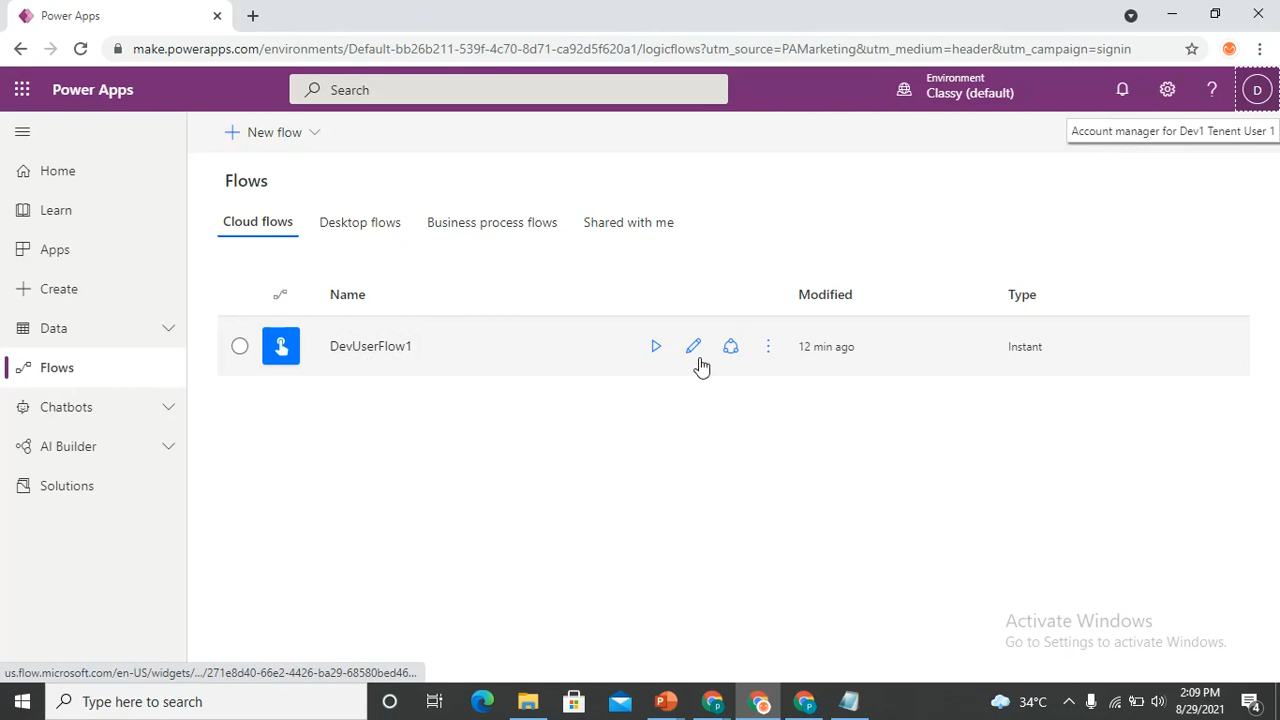 Power Apps
make.powerapps.com/environments/Default-bb26b211-539f-4c70-8d71-ca92d5f620a1/logicflows?utm_source=PAMarketing&utm_medium=header&utm_campaign=signin
Power Apps
Search
Environment
Classy (default)
?
D
New flow
Account manager for Dev1 Tenent User 1
Home
Learn
Apps
Create
Data
Flows
Chatbots
AI Builder
Solutions
Flows
Cloud flows
Desktop flows
Business process flows
Shared with me
Name
Modified
Type
DevUserFlow1
12 min ago
Instant
Activate Windows
Go to Settings to activate Windows.
us.flow.microsoft.com/en-US/widgets/.../271e8d40-66e2-4426-ba29-68580bed46...
Type here to search
34°C
2:09 PM
8/29/2021
4